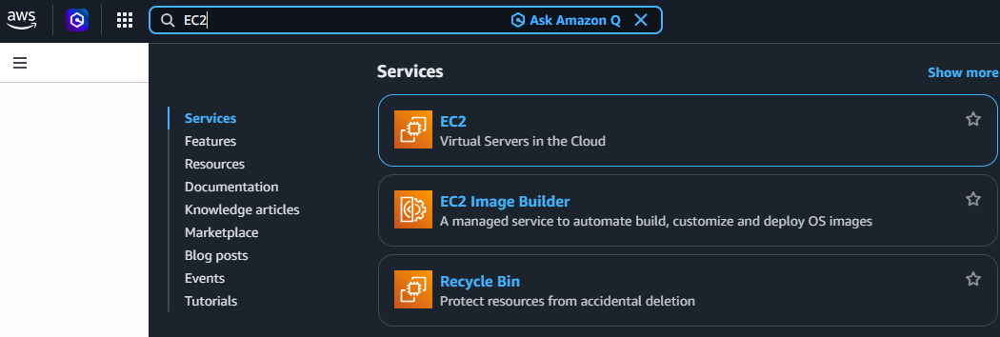 aws
EC2
Ask Amazon Q
Services
Show more
Services
Features
Resources
Documentation
Knowledge articles
Marketplace
Blog posts
Events
Tutorials
EC2
Virtual Servers in the Cloud
EC2 Image Builder
A managed service to automate build, customize and deploy OS images
Recycle Bin
Protect resources from accidental deletion